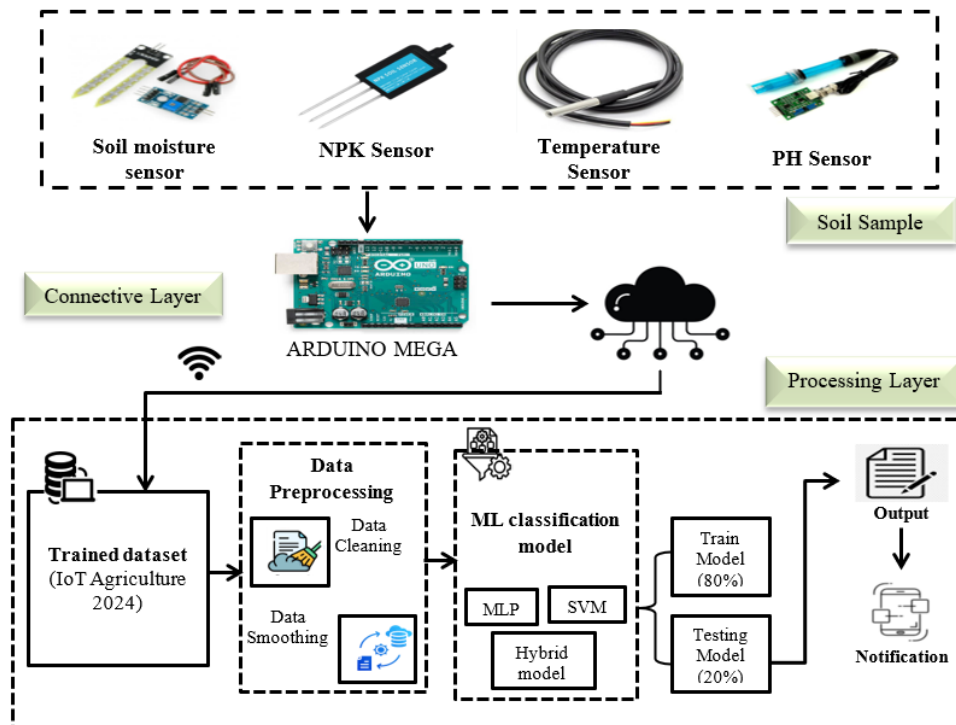 Soil moisture
sensor
NPK Sensor
Temperature
Sensor
PH Sensor
Soil Sample
Connective Layer
UNO
ARDUINO
ARDUINO MEGA
Processing Layer
Trained dataset
(IoT Agriculture
2024)
Data
Preprocessing
Data
Cleaning
Data
Smoothing
ML classification
model
MLP
SVM
Hybrid
model
Train
Model
(80%)
Testing
Model
(20%)
Output
Notification